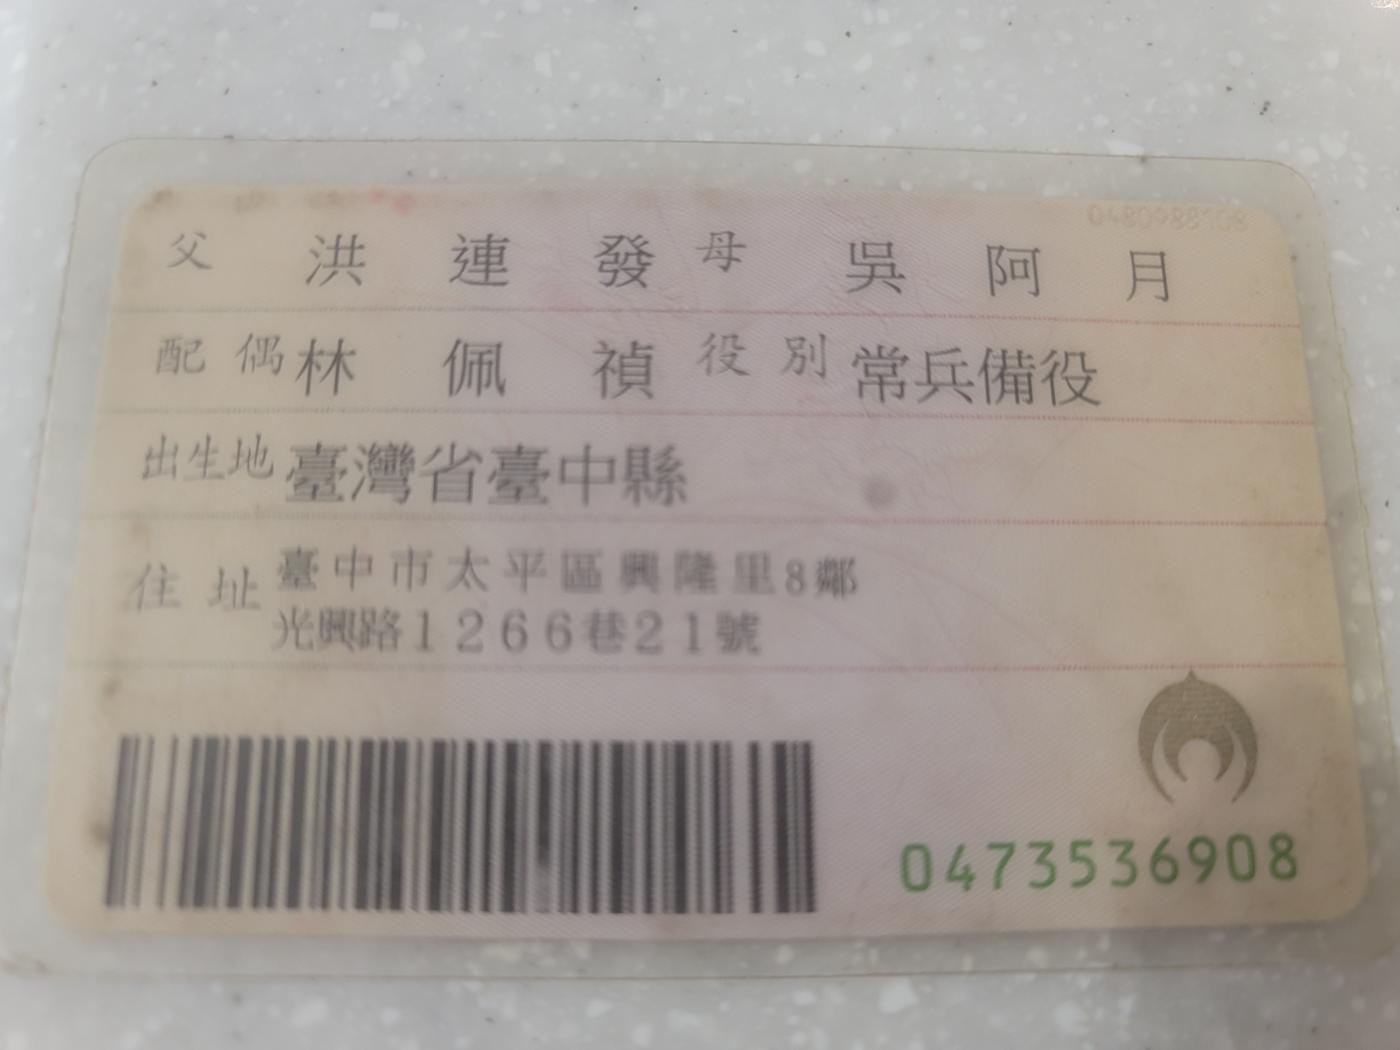 0480988108
父 洪連發 母 吳阿月
配偶 林佩禎 役別 常兵備役
出生地 臺灣省臺中縣
住址 臺中市太平區興隆里8鄰
光興路1266巷21號
0473536908